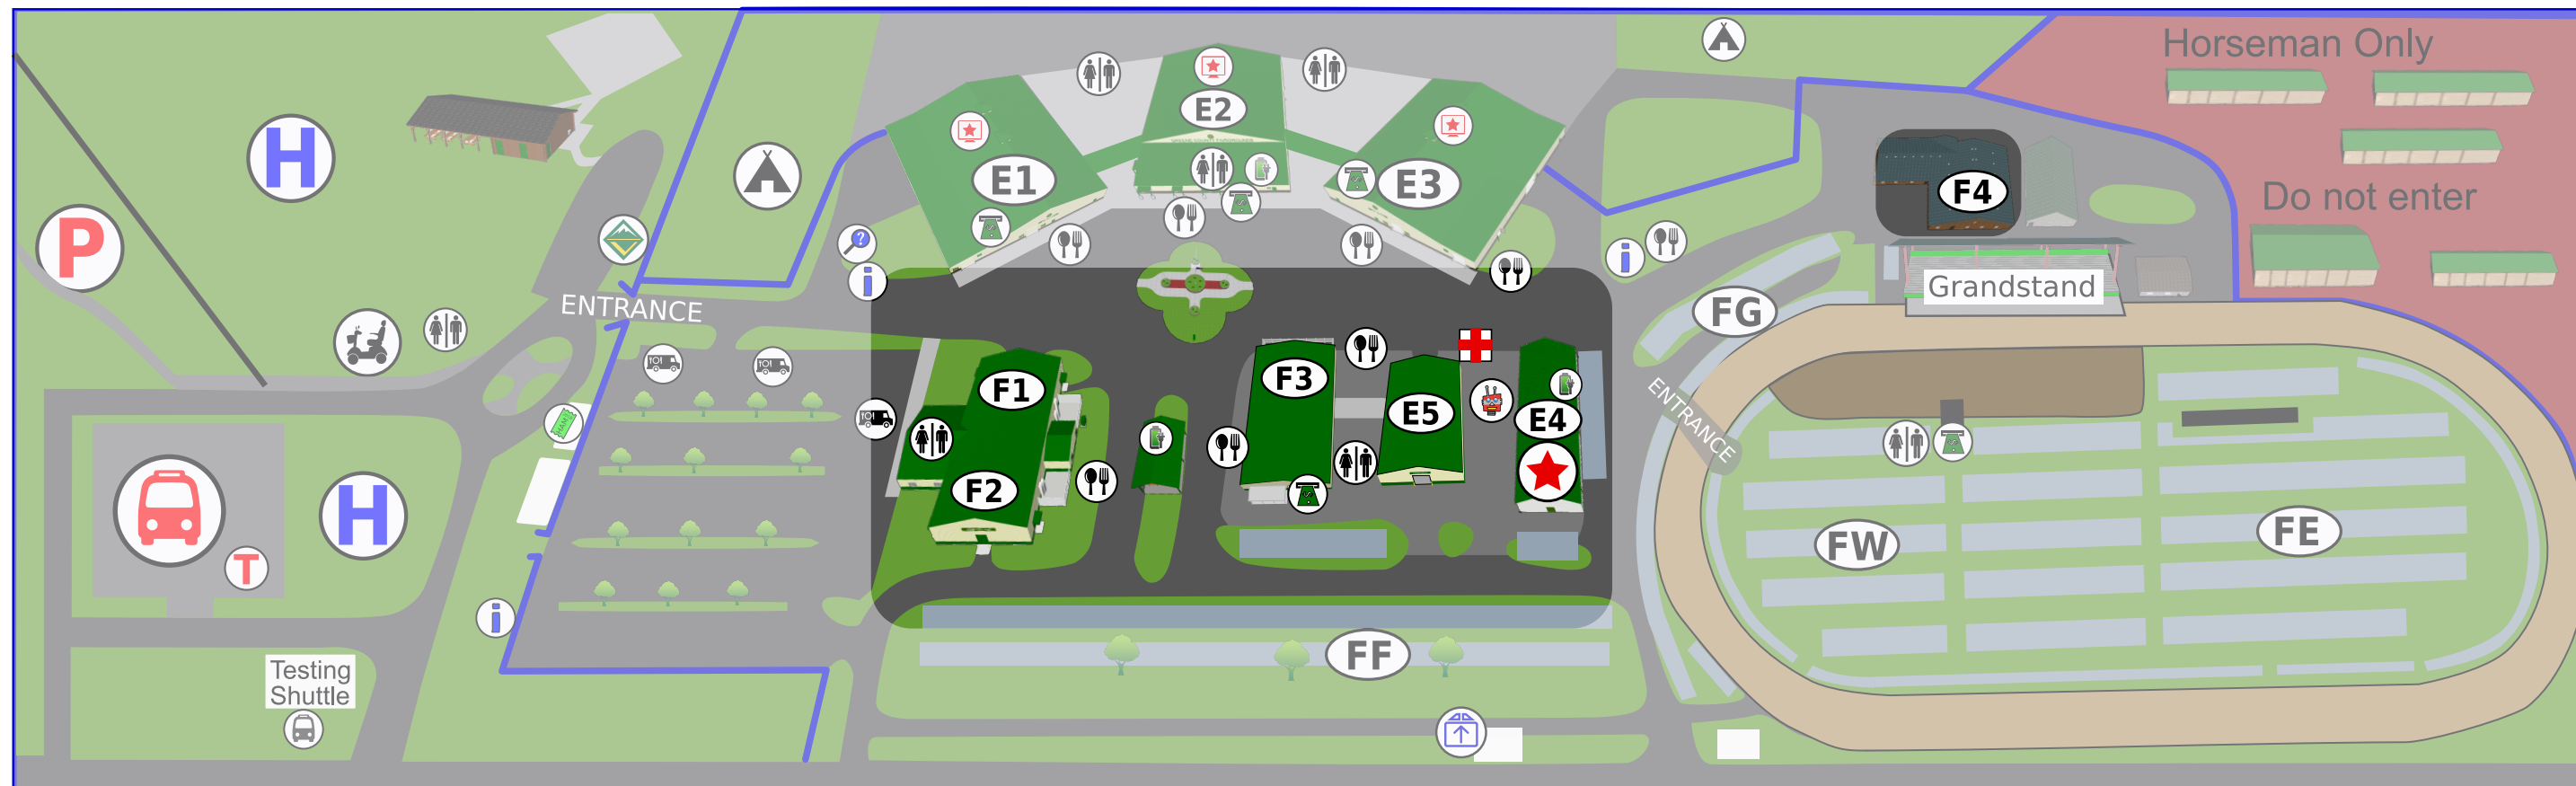 Horseman Only
H
E2
E1
E3
F4
Do not enter
P
ENTRANCE
Grandstand
FG
F1
F3
E5
E4
ENTRANCE
F2
H
T
FW
FE
FF
Testing
Shuttle